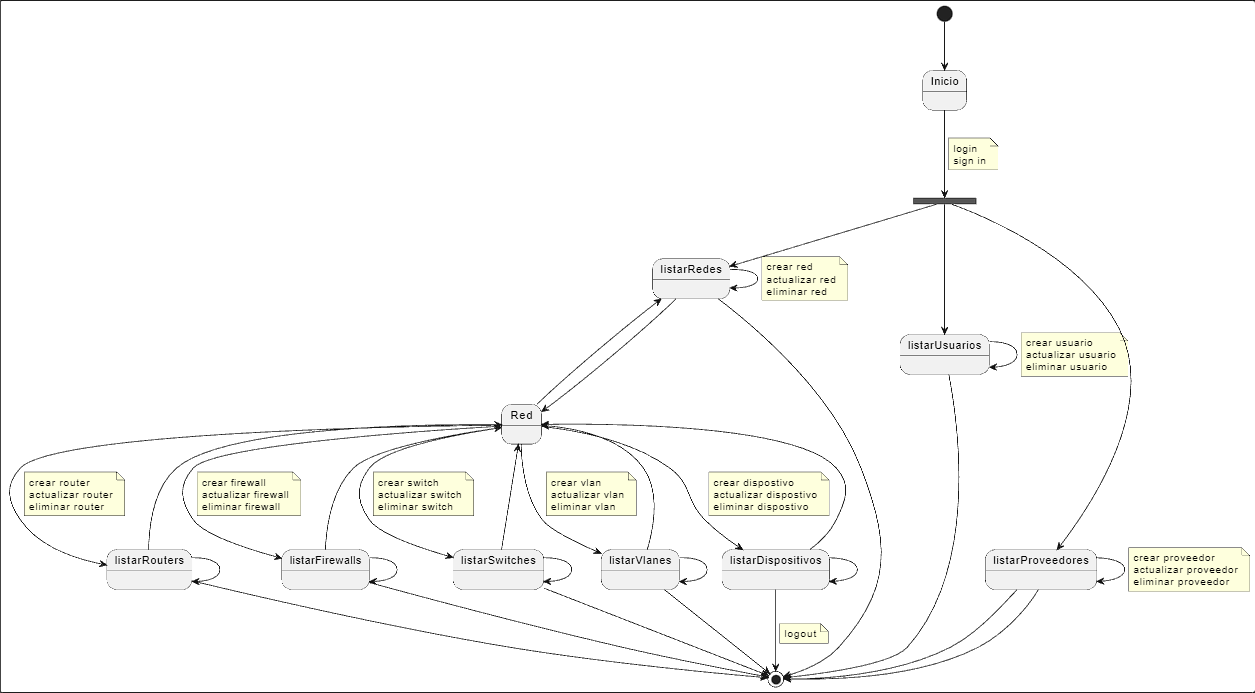 Inicio
login
sign in
listarRedes
crear red
actualizar red
eliminar red
listarUsuarios
crear usuario
actualizar usuario
eliminar usuario
Red
crear router
actualizar router
eliminar router
crear firewall
actualizar firewall
eliminar firewall
crear switch
actualizar switch
eliminar switch
crear vlan
actualizar vlan
eliminar vlan
crear dispostivo
actualizar dispostivo
eliminar dispostivo
listarRouters
listarFirewalls
listarSwitches
listarVlanes
listarDispositivos
listarProveedores
crear proveedor
actualizar proveedor
eliminar proveedor
logout